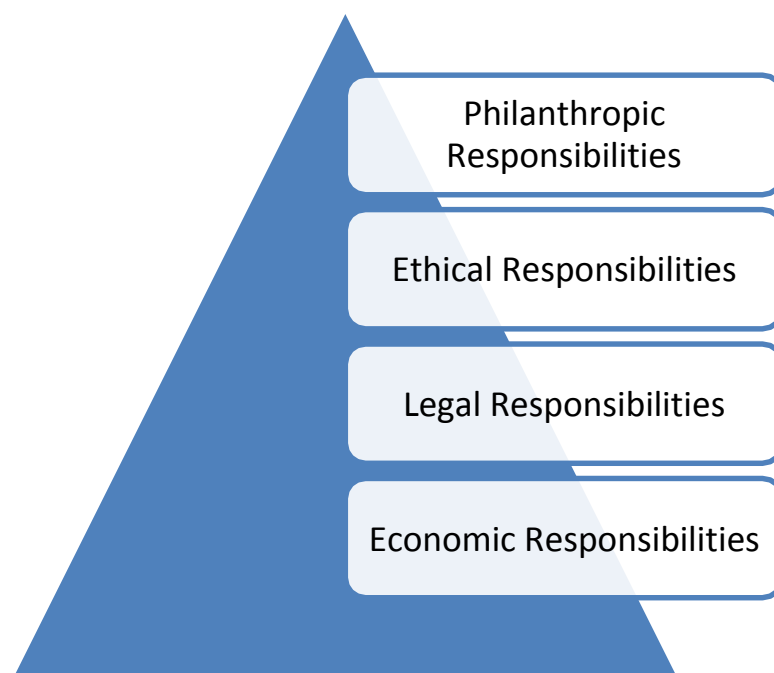 Philanthropic
Responsibilities
Ethical Responsibilities
Legal Responsibilities
Economic Responsibilities